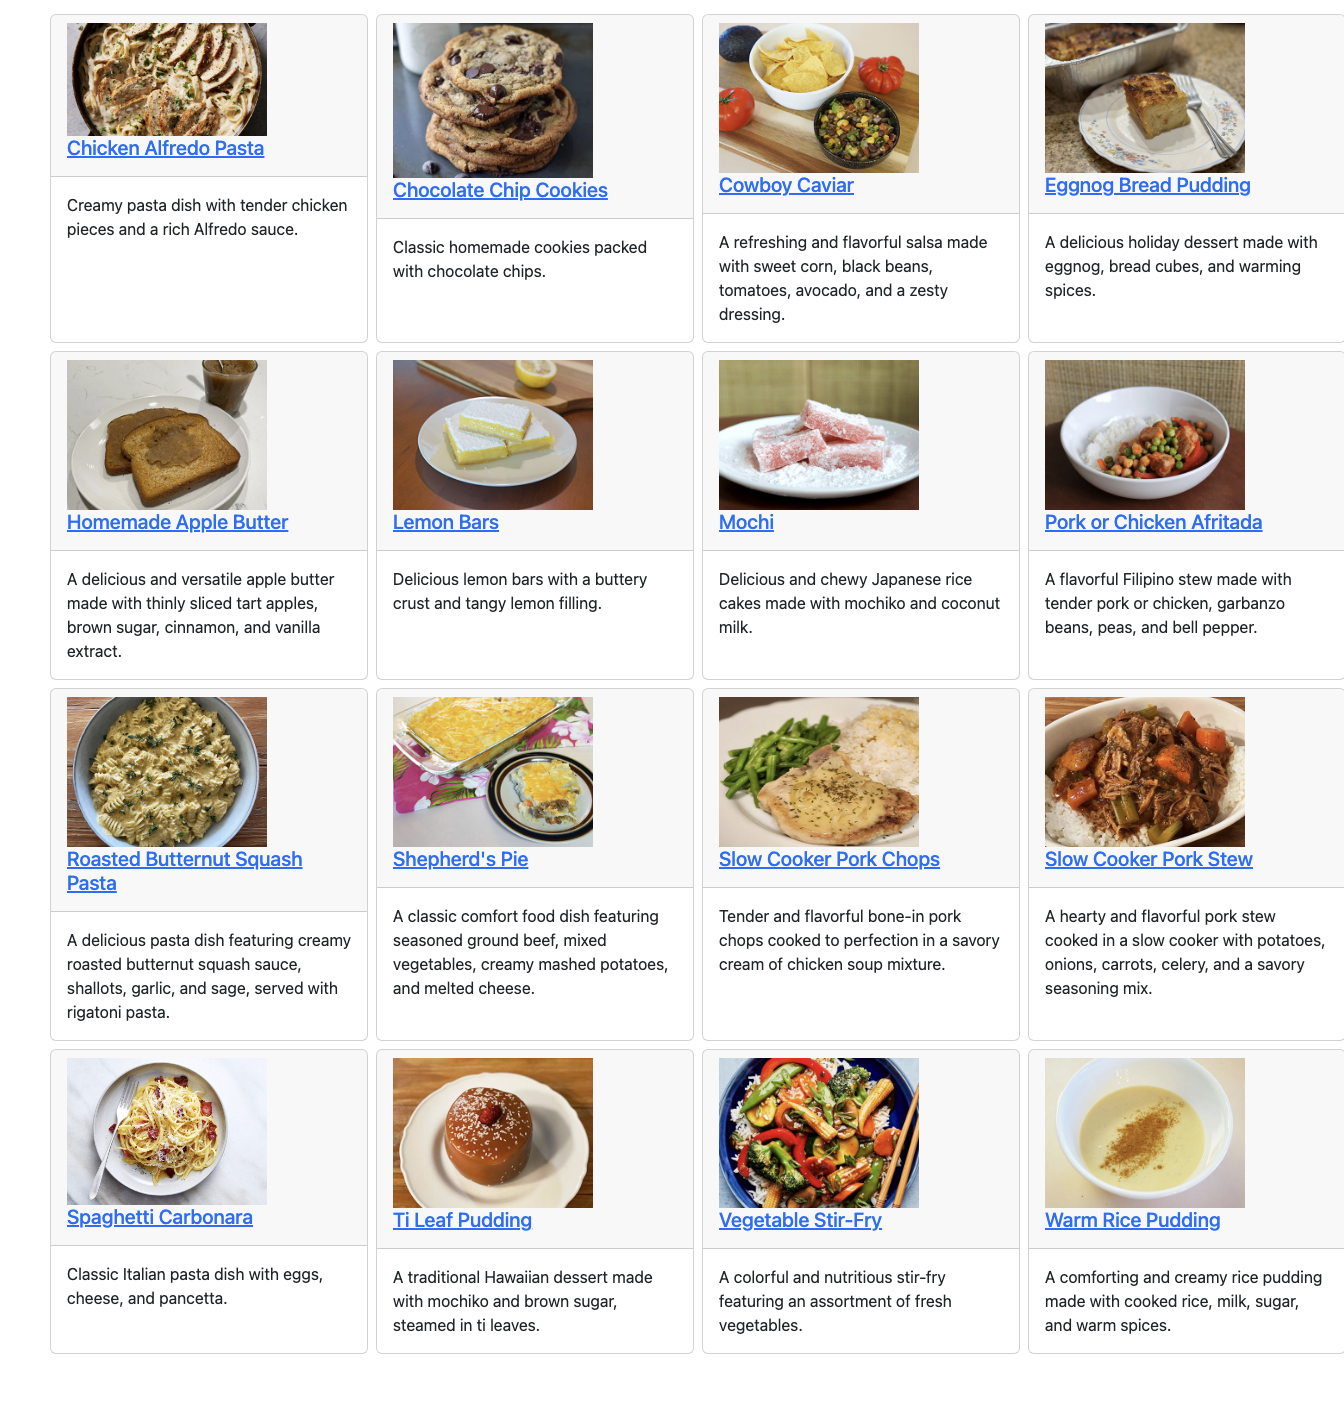 Chicken Alfredo Pasta
Creamy pasta dish with tender chicken
pieces and a rich Alfredo sauce.
Chocolate Chip Cookies
Classic homemade cookies packed
with chocolate chips.
Cowboy Caviar
A refreshing and flavorful salsa made
with sweet corn, black beans,
tomatoes, avocado, and a zesty
dressing.
Eggnog Bread Pudding
A delicious holiday dessert made with
eggnog, bread cubes, and warming
spices.
Homemade Apple Butter
A delicious and versatile apple butter
made with thinly sliced tart apples,
brown sugar, cinnamon, and vanilla
extract.
Lemon Bars
Delicious lemon bars with a buttery
crust and tangy lemon filling.
Mochi
Delicious and chewy Japanese rice
cakes made with mochiko and coconut
milk.
Pork or Chicken Afritada
A flavorful Filipino stew made with
tender pork or chicken, garbanzo
beans, peas, and bell pepper.
Roasted Butternut Squash
Pasta
A delicious pasta dish featuring creamy
roasted butternut squash sauce,
shallots, garlic, and sage, served with
rigatoni pasta.
Shepherd's Pie
A classic comfort food dish featuring
seasoned ground beef, mixed
vegetables, creamy mashed potatoes,
and melted cheese.
Slow Cooker Pork Chops
Tender and flavorful bone-in pork
chops cooked to perfection in a savory
cream of chicken soup mixture.
Slow Cooker Pork Stew
A hearty and flavorful pork stew
cooked in a slow cooker with potatoes,
onions, carrots, celery, and a savory
seasoning mix.
Spaghetti Carbonara
Classic Italian pasta dish with eggs,
cheese, and pancetta.
Ti Leaf Pudding
A traditional Hawaiian dessert made
with mochiko and brown sugar,
steamed in ti leaves.
Vegetable Stir-Fry
A colorful and nutritious stir-fry
featuring an assortment of fresh
vegetables.
Warm Rice Pudding
A comforting and creamy rice pudding
made with cooked rice, milk, sugar,
and warm spices.